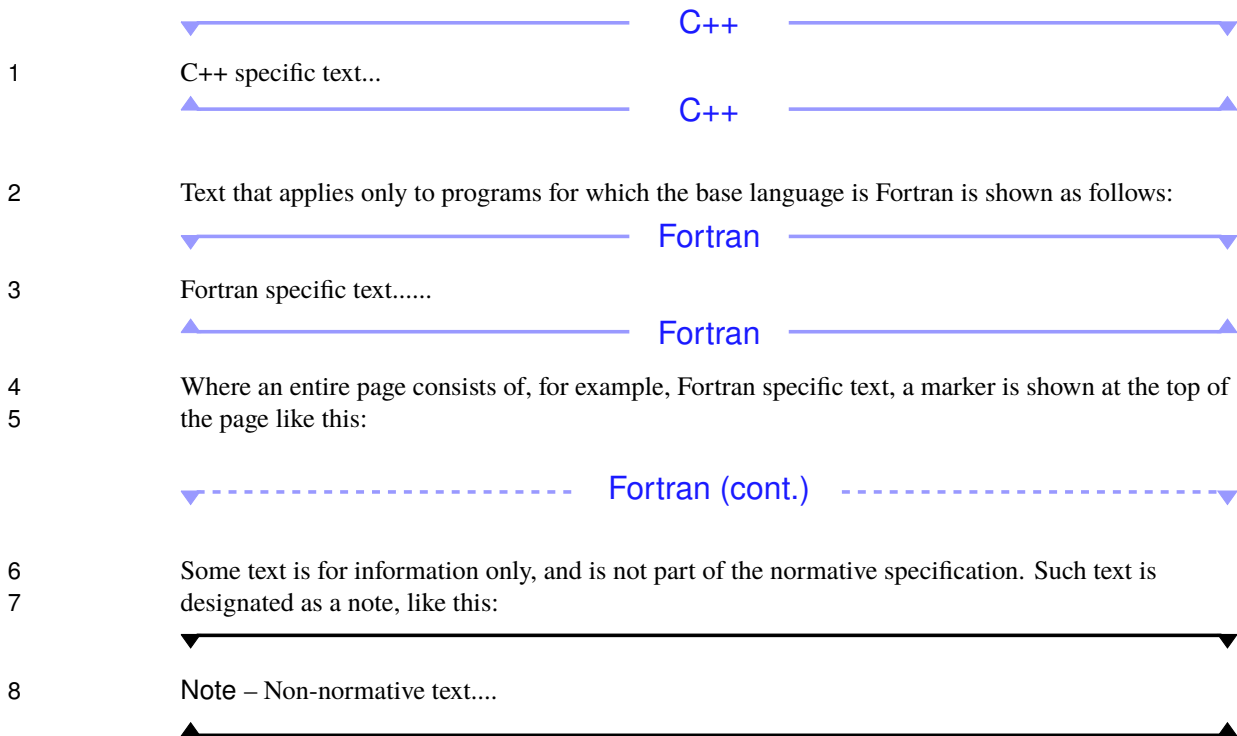 C++
1 C++ specific text...
C++
2 Text that applies only to programs for which the base language is Fortran is shown as follows:
Fortran
3 Fortran specific text......
Fortran
4 Where an entire page consists of, for example, Fortran specific text, a marker is shown at the top of
5 the page like this:
Fortran (cont.)
6 Some text is for information only, and is not part of the normative specification. Such text is
7 designated as a note, like this:
8 Note – Non-normative text....